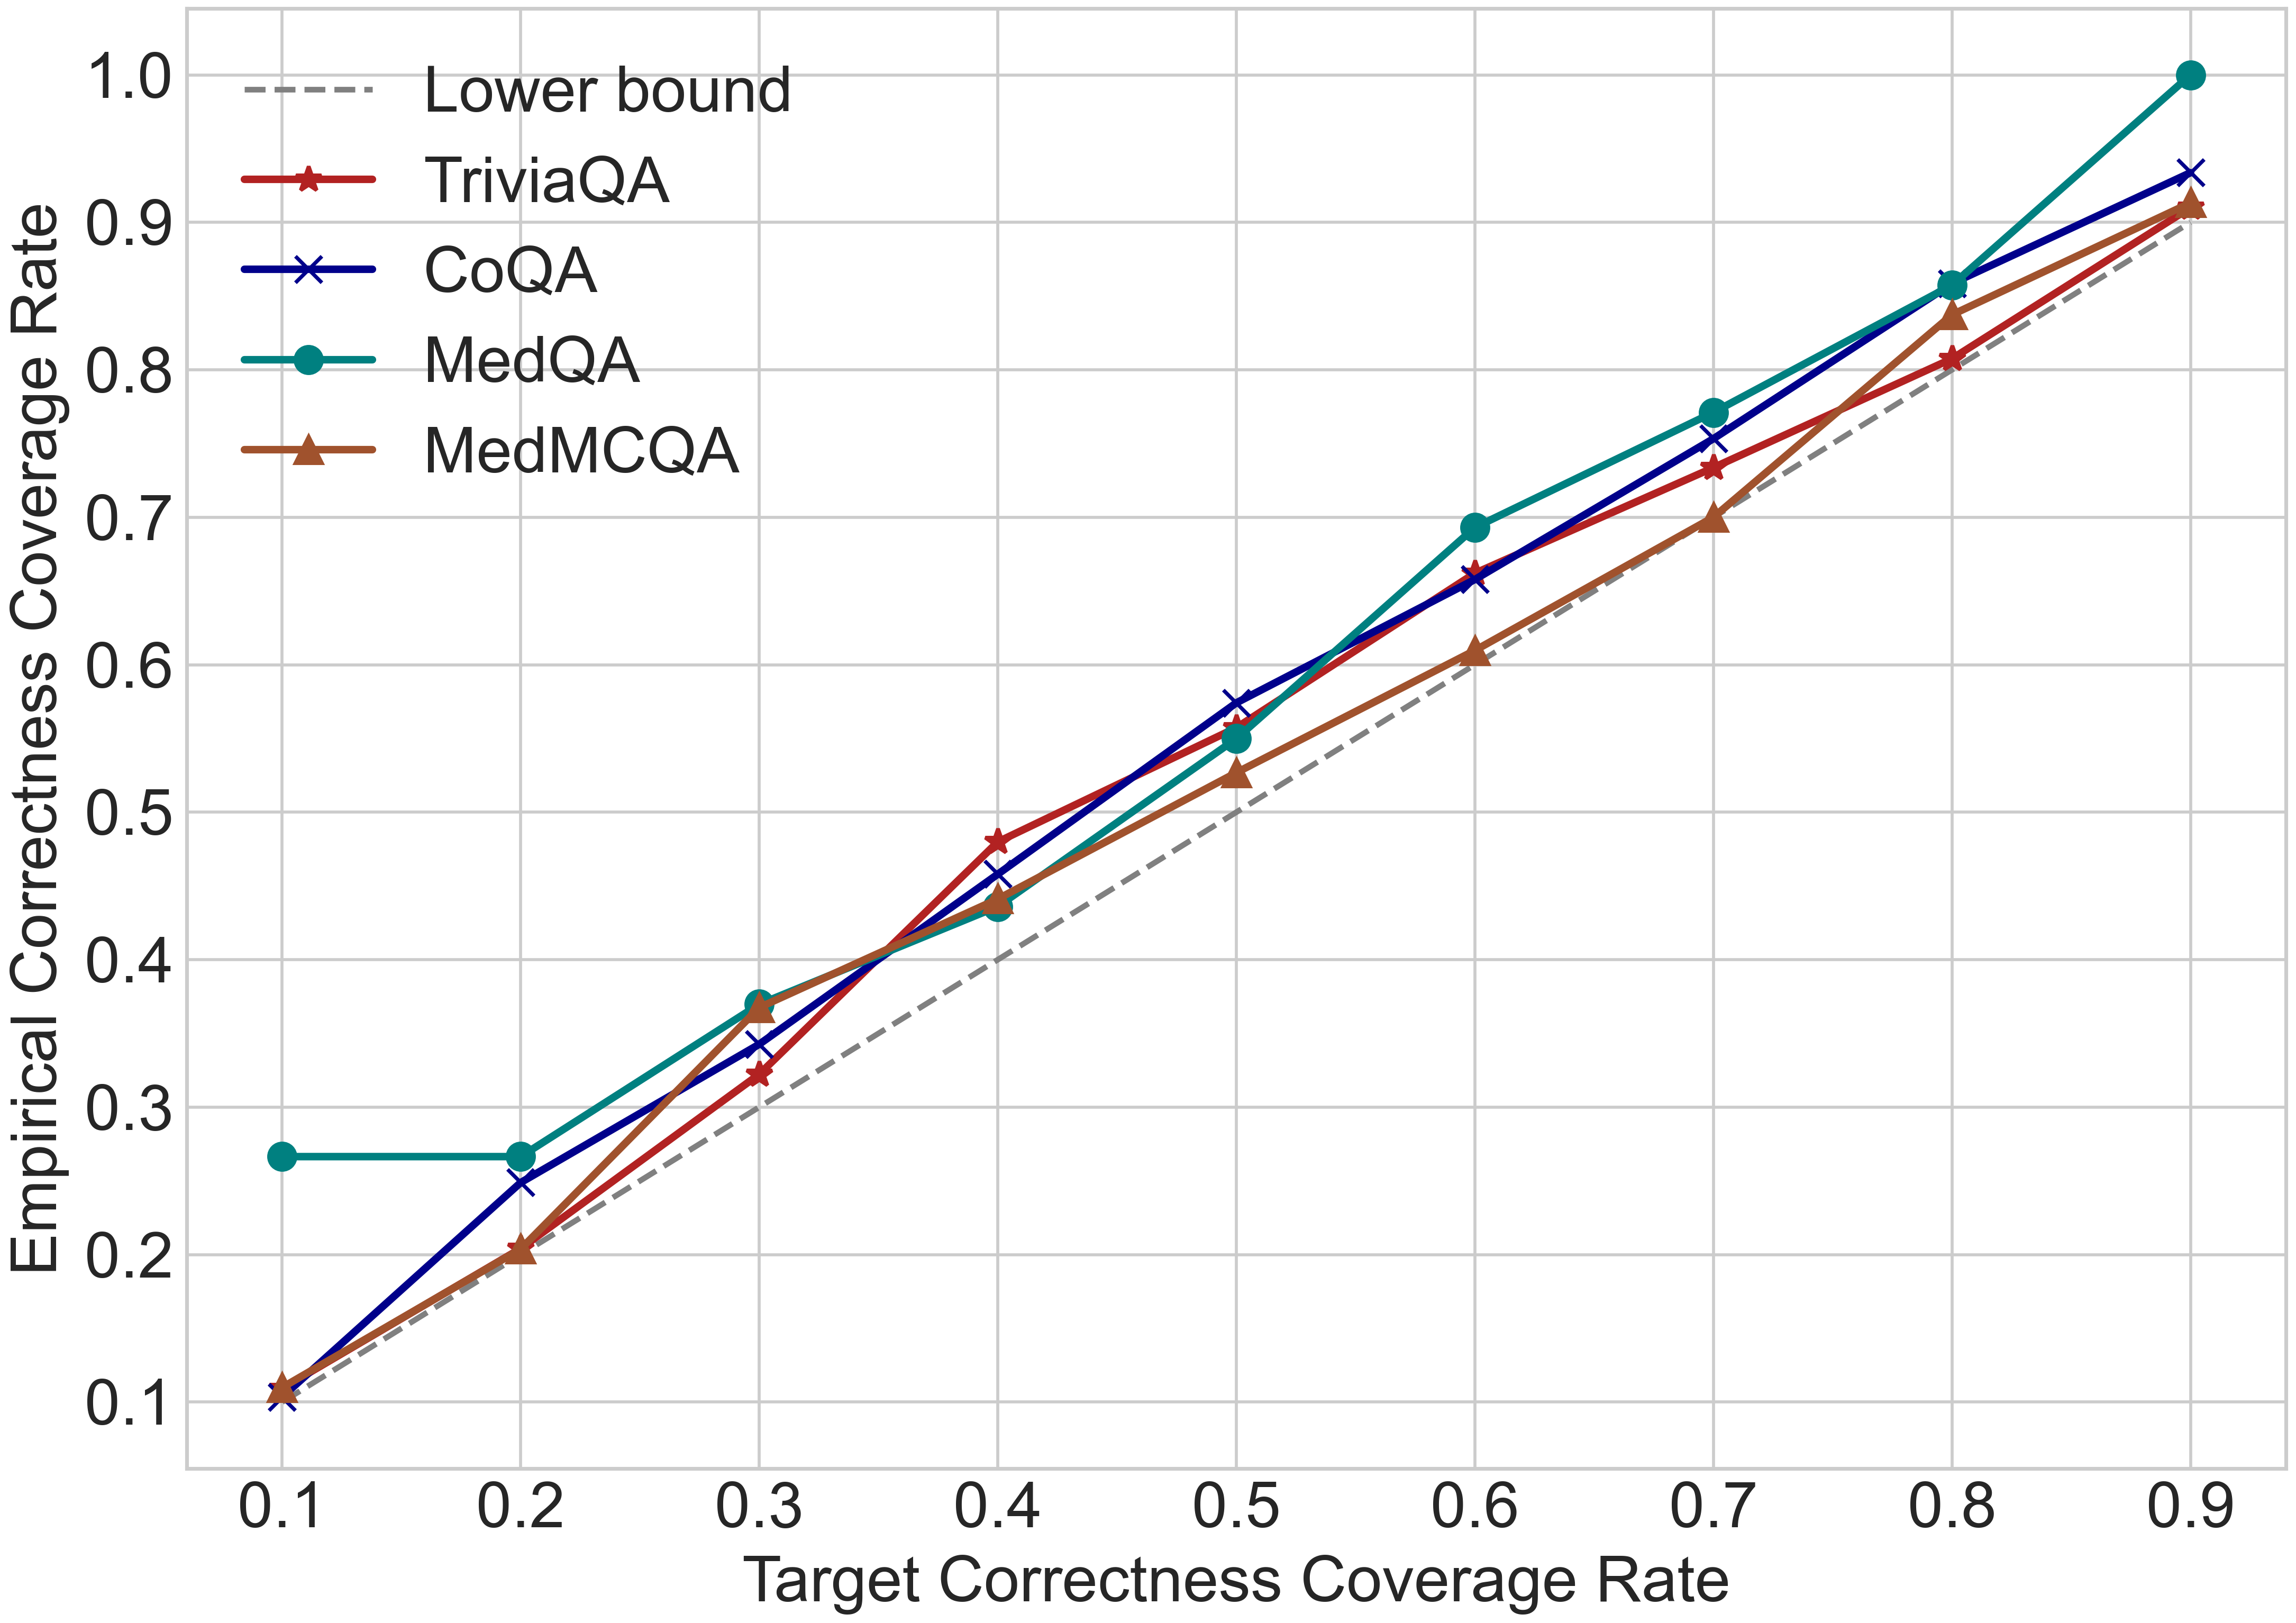 Lower bound
TriviaQA
CoQA
MedQA
MedMCQA
Empirical Correctness Coverage Rate
1.0
0.9
0.8
0.7
0.6
0.5
0.4
0.3
0.2
0.1
0.1 0.2 0.3 0.4 0.5 0.6 0.7 0.8 0.9
Target Correctness Coverage Rate